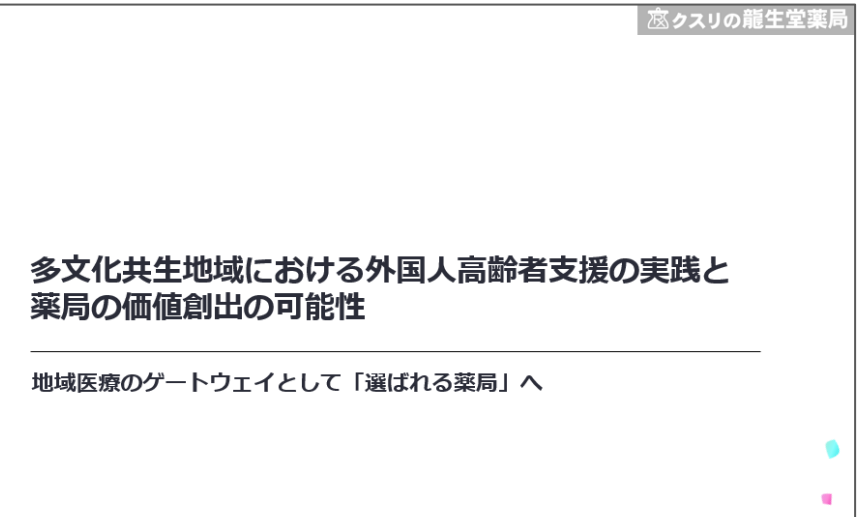 クスリの龍生堂薬局
多文化共生地域における外国人高齢者支援の実践と
薬局の価値創出の可能性
地域医療のゲートウェイとして「選ばれる薬局」へ